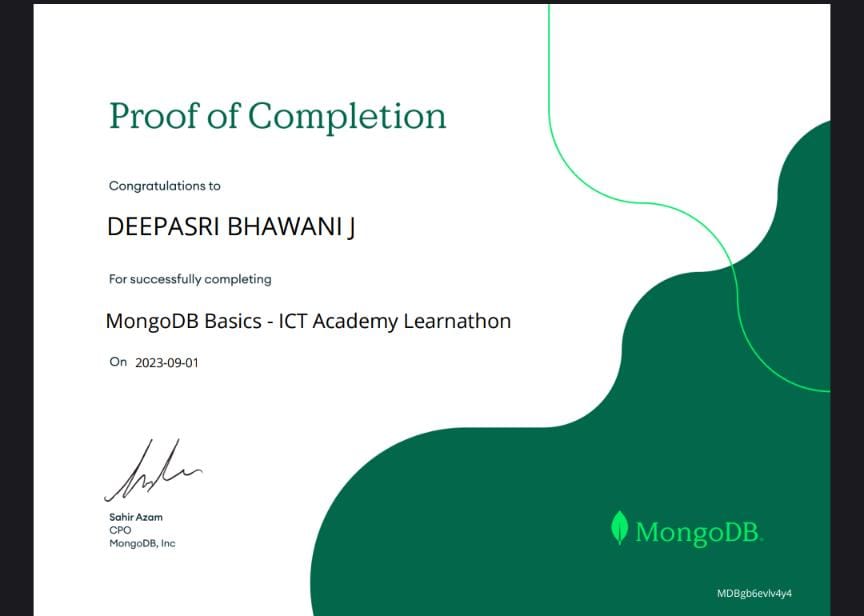 Proof of Completion
Congratulations to
DEEPASRI BHAWANI J
For successfully completing
MongoDB Basics - ICT Academy Learnathon
On 2023-09-01
Sahir Azam
CPO
MongoDB, Inc
MongoDB.
MDBgb6evlv4y4